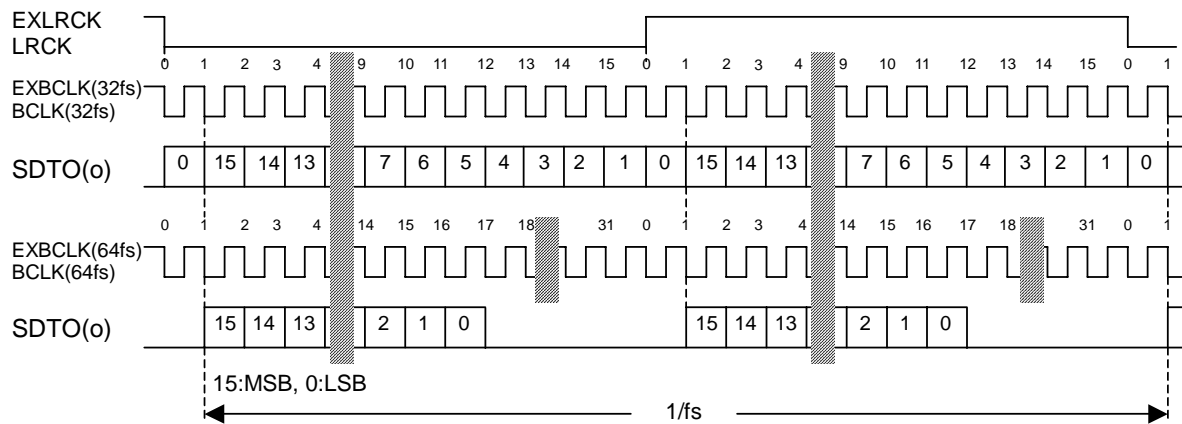 EXLRCK
LRCK
0 1 2 3 4 9 10 11 12 13 14 15 0 1 2 3 4 9 10 11 12 13 14 15 0 1
EXBCLK(32fs)
BCLK(32fs)
SDTO(o) 0 15 14 13 7 6 5 4 3 2 1 0 15 14 13 7 6 5 4 3 2 1 0
0 1 2 3 4 14 15 16 17 18 31 0 1 2 3 4 14 15 16 17 18 31 0 1
EXBCLK(64fs)
BCLK(64fs)
SDTO(o) 15 14 13 2 1 0 15 14 13 2 1 0
15:MSB, 0:LSB
1/fs